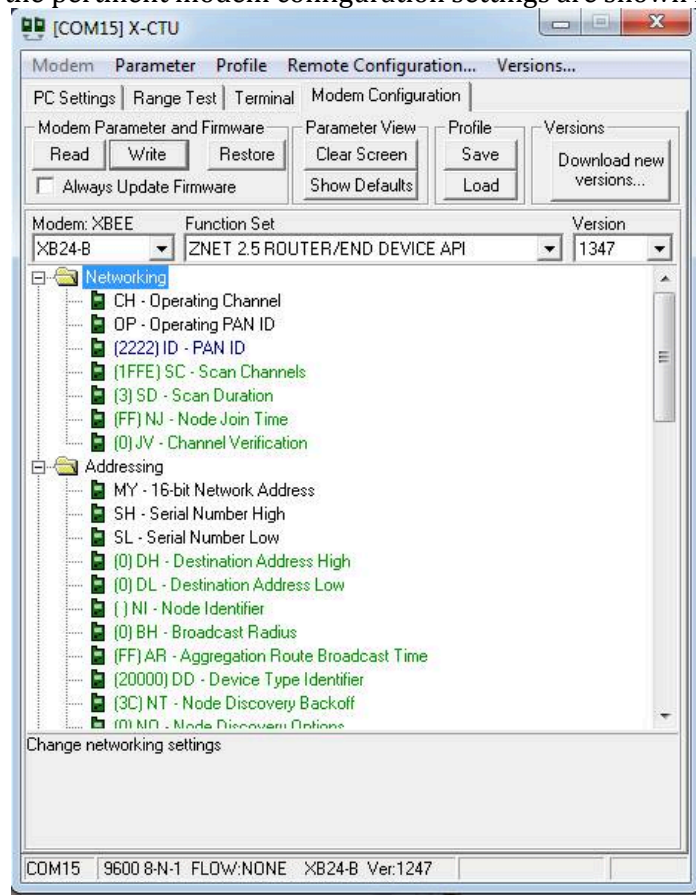 the pertinent modem configuration settings are shown
[COM15] X-CTU
Modem Parameter Profile Remote Configuration... Versions...
PC Settings Range Test Terminal Modem Configuration
Modem Parameter and Firmware Parameter View Profile Versions
Read Write Restore Clear Screen Save Download new versions...
Always Update Firmware Show Defaults Load
Modem: XBEE Function Set Version
XB24-B ZNET 2.5 ROUTER/END DEVICE API 1347
Networking
CH - Operating Channel
OP - Operating PAN ID
(2222) ID - PAN ID
(1FFE) SC - Scan Channels
(3) SD - Scan Duration
(FF) NJ - Node Join Time
(0) JV - Channel Verification
Addressing
MY - 16-bit Network Address
SH - Serial Number High
SL - Serial Number Low
(0) DH - Destination Address High
(0) DL - Destination Address Low
( ) NI - Node Identifier
(0) BH - Broadcast Radius
(FF) AR - Aggregation Route Broadcast Time
(20000) DD - Device Type Identifier
(3C) NT - Node Discovery Backoff
(0) NO - Node Discovery Options
Change networking settings
COM15 9600 8-N-1 FLOW:NONE XB24-B Ver:1247